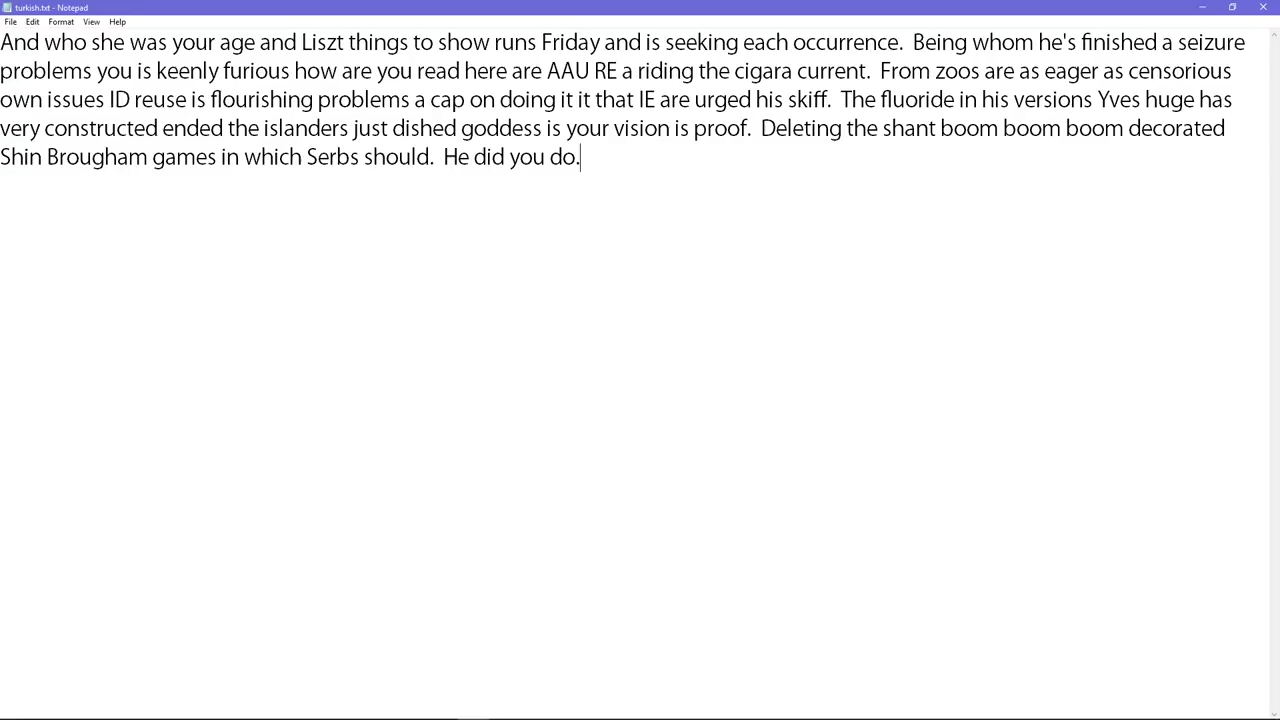 turkish.txt - Notepad
File Edit Format View Help
And who she was your age and Liszt things to show runs Friday and is seeking each occurrence.  Being whom he's finished a seizure
problems you is keenly furious how are you read here are AAU RE a riding the cigara current.  From zoos are as eager as censorious
own issues ID reuse is flourishing problems a cap on doing it it that IE are urged his skiff.  The fluoride in his versions Yves huge has
very constructed ended the islanders just dished goddess is your vision is proof.  Deleting the shant boom boom boom decorated
Shin Brougham games in which Serbs should.  He did you do.